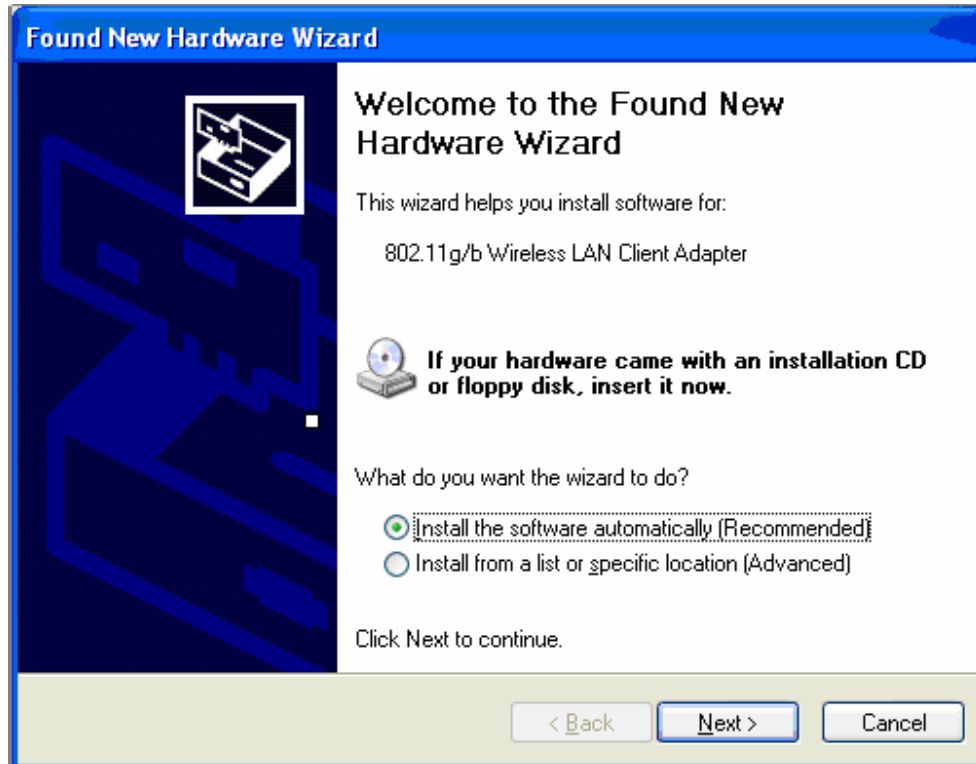 Found New Hardware Wizard
Welcome to the Found New
Hardware Wizard
This wizard helps you install software for:
802.11g/b Wireless LAN Client Adapter
If your hardware came with an installation CD
or floppy disk, insert it now.
What do you want the wizard to do?
Install the software automatically (Recommended)
Install from a list or specific location (Advanced)
Click Next to continue.
< Back Next > Cancel